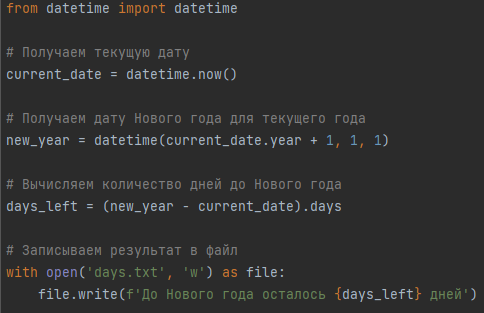 from datetime import datetime
# Получаем текущую дату
current_date = datetime.now()
# Получаем дату Нового года для текущего года
new_year = datetime(current_date.year + 1, 1, 1)
# Вычисляем количество дней до Нового года
days_left = (new_year - current_date).days
# Записываем результат в файл
with open('days.txt', 'w') as file:
    file.write(f'До Нового года осталось {days_left} дней')